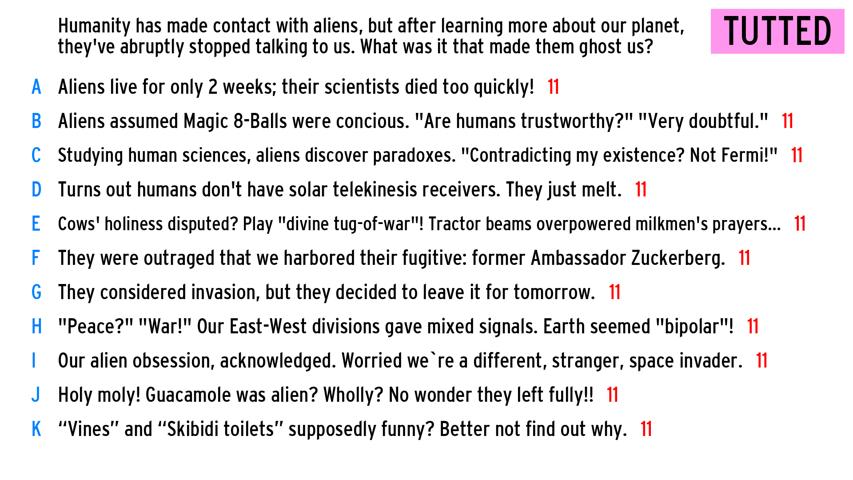 Humanity has made contact with aliens, but after learning more about our planet,
they've abruptly stopped talking to us. What was it that made them ghost us?
TUTTED
A Aliens live for only 2 weeks; their scientists died too quickly! 11
B Aliens assumed Magic 8-Balls were concious. "Are humans trustworthy?" "Very doubtful." 11
C Studying human sciences, aliens discover paradoxes. "Contradicting my existence? Not Fermi!" 11
D Turns out humans don't have solar telekinesis receivers. They just melt. 11
E Cows' holiness disputed? Play "divine tug-of-war"! Tractor beams overpowered milkmen's prayers... 11
F They were outraged that we harbored their fugitive: former Ambassador Zuckerberg. 11
G They considered invasion, but they decided to leave it for tomorrow. 11
H "Peace?" "War!" Our East-West divisions gave mixed signals. Earth seemed "bipolar"! 11
I Our alien obsession, acknowledged. Worried we`re a different, stranger, space invader. 11
J Holy moly! Guacamole was alien? Wholly? No wonder they left fully!! 11
K “Vines” and “Skibidi toilets” supposedly funny? Better not find out why. 11